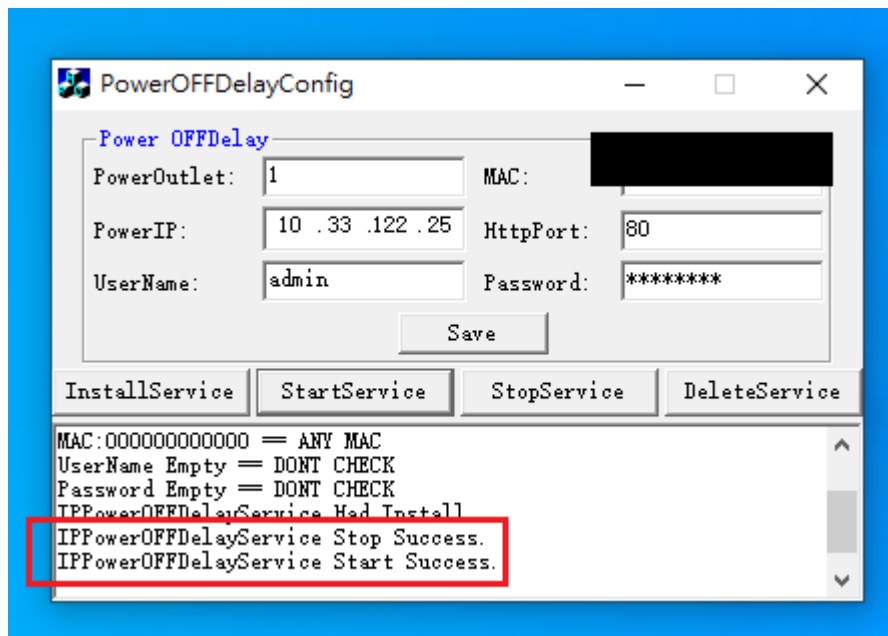 PowerOFFDelayConfig
Power OFFDelay
PowerOutlet: 1 MAC:
PowerIP: 10 .33 .122 .25 HttpPort: 80
UserName: admin Password: ********
Save
InstallService StartService StopService DeleteService
MAC:000000000000 == ANY MAC
UserName Empty == DONT CHECK
Password Empty == DONT CHECK
IPPowerOFFDelayService Had Install
IPPowerOFFDelayService Stop Success.
IPPowerOFFDelayService Start Success.